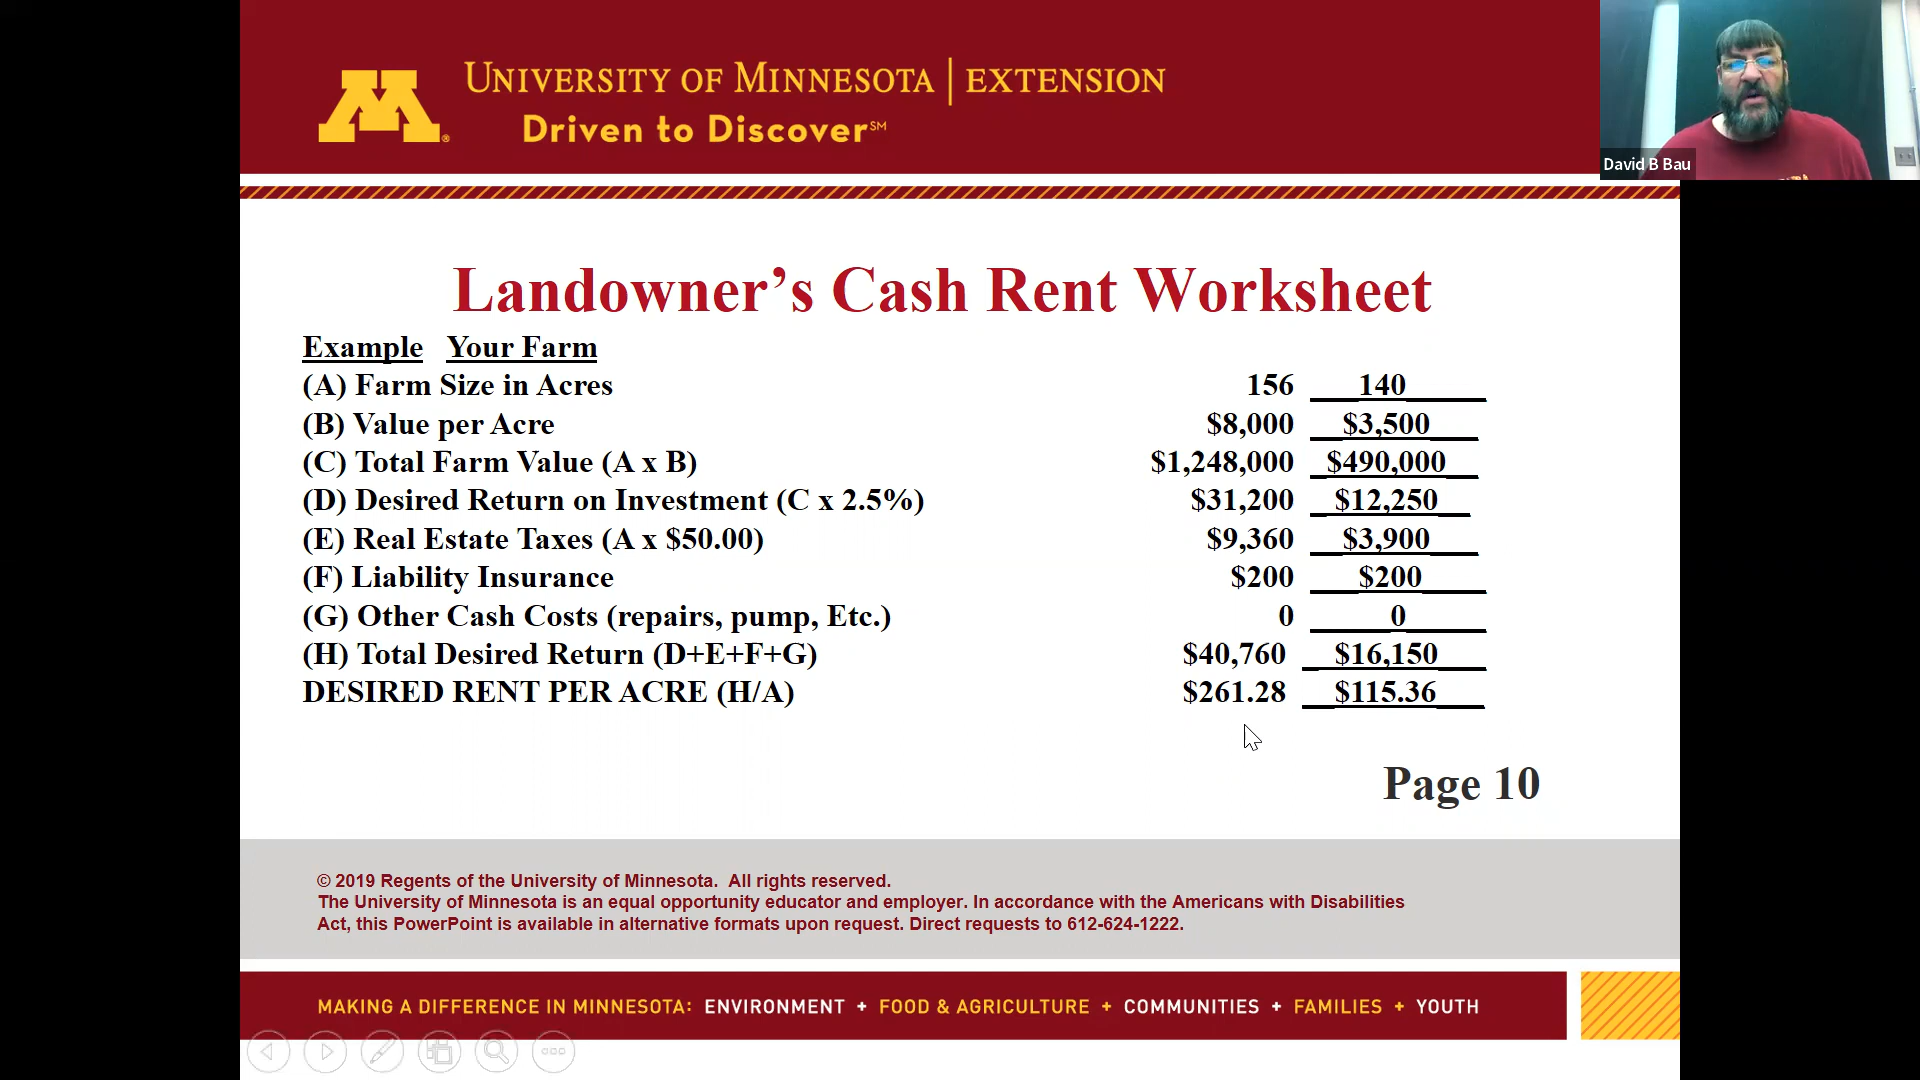 UNIVERSITY OF MINNESOTA | EXTENSION
Driven to Discover℠
David B Bau
Landowner's Cash Rent Worksheet
Example Your Farm
(A) Farm Size in Acres 156 140
(B) Value per Acre $8,000 $3,500
(C) Total Farm Value (A x B) $1,248,000 $490,000
(D) Desired Return on Investment (C x 2.5%) $31,200 $12,250
(E) Real Estate Taxes (A x $50.00) $9,360 $3,900
(F) Liability Insurance $200 $200
(G) Other Cash Costs (repairs, pump, Etc.) 0 0
(H) Total Desired Return (D+E+F+G) $40,760 $16,150
DESIRED RENT PER ACRE (H/A) $261.28 $115.36
Page 10
© 2019 Regents of the University of Minnesota. All rights reserved.
The University of Minnesota is an equal opportunity educator and employer. In accordance with the Americans with Disabilities
Act, this PowerPoint is available in alternative formats upon request. Direct requests to 612-624-1222.
MAKING A DIFFERENCE IN MINNESOTA: ENVIRONMENT + FOOD & AGRICULTURE + COMMUNITIES + FAMILIES + YOUTH